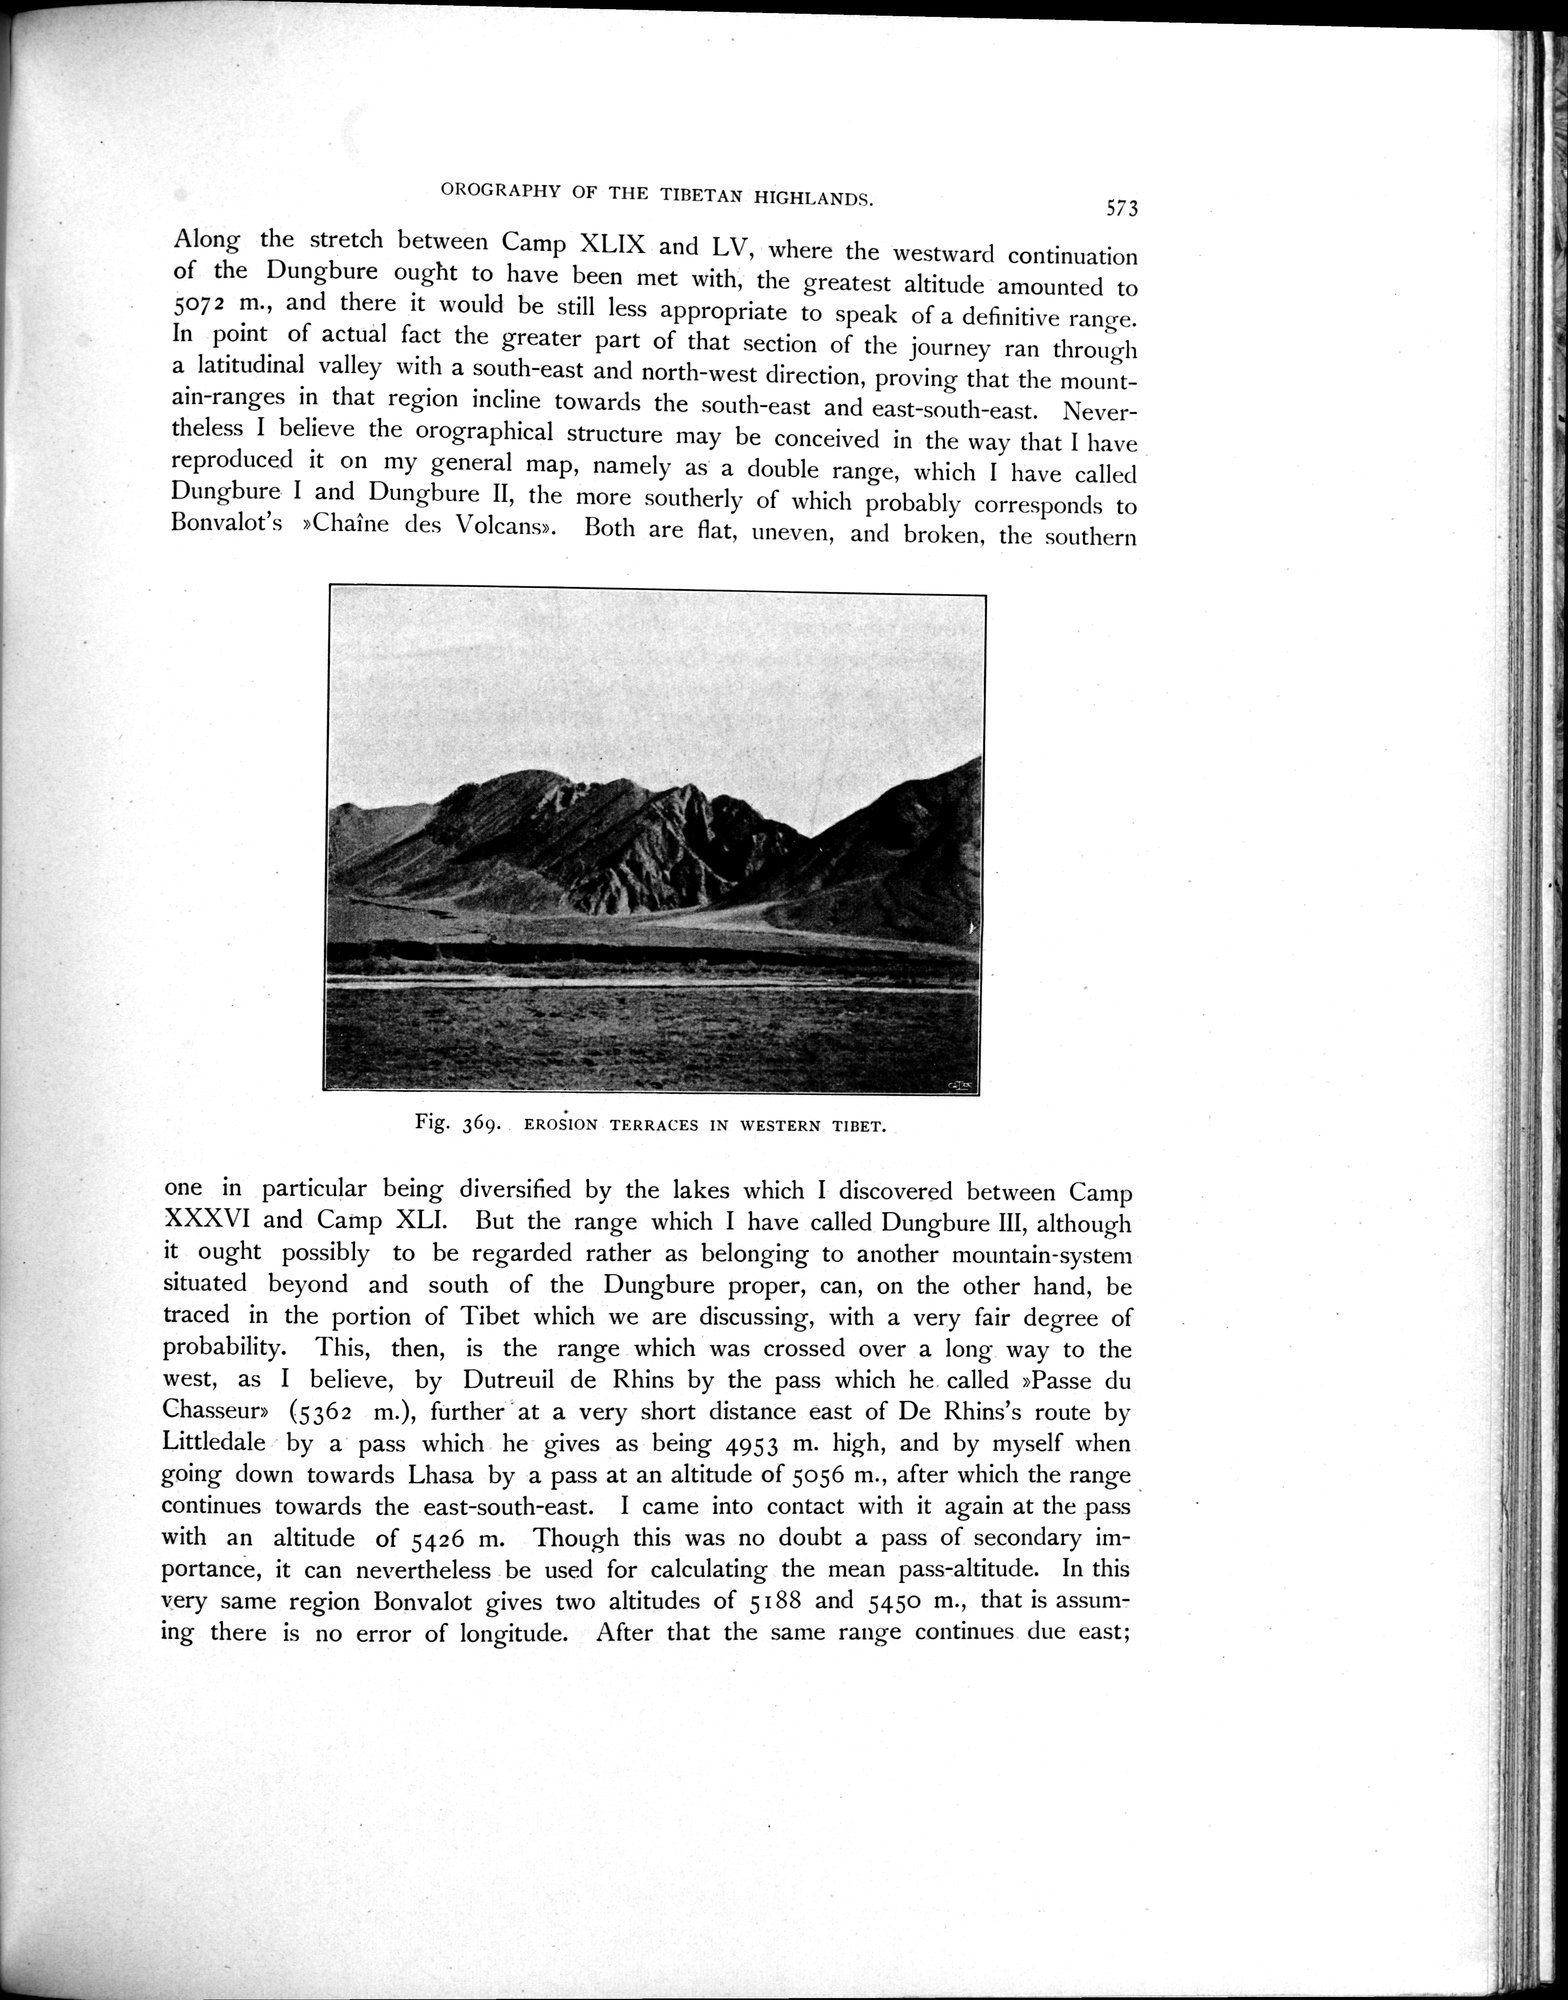 OROGRAPHY OF THE TIBETAN HIGHLANDS.
573
Along the stretch between Camp XLIX and LV, where the westward continuation
of the Dungbure ought to have been met with, the greatest altitude amounted to
5072 m., and there it would be still less appropriate to speak of a definitive range.
In point of actual fact the greater part of that section of the journey ran through
a latitudinal valley with a south-east and north-west direction, proving that the mount-
ain-ranges in that region incline towards the south-east and east-south-east. Never-
theless I believe the orographical structure may be conceived in the way that I have
reproduced it on my general map, namely as a double range, which I have called
Dungbure I and Dungbure II, the more southerly of which probably corresponds to
Bonvalot's »Chaîne des Volcans». Both are flat, uneven, and broken, the southern
Fig. 369. EROSION TERRACES IN WESTERN TIBET.
one in particular being diversified by the lakes which I discovered between Camp
XXXVI and Camp XLI. But the range which I have called Dungbure III, although
it ought possibly to be regarded rather as belonging to another mountain-system
situated beyond and south of the Dungbure proper, can, on the other hand, be
traced in the portion of Tibet which we are discussing, with a very fair degree of
probability. This, then, is the range which was crossed over a long way to the
west, as I believe, by Dutreuil de Rhins by the pass which he called »Passe du
Chasseur» (5362 m.), further at a very short distance east of De Rhins's route by
Littledale by a pass which he gives as being 4953 m. high, and by myself when
going down towards Lhasa by a pass at an altitude of 5056 m., after which the range
continues towards the east-south-east. I came into contact with it again at the pass
with an altitude of 5426 m. Though this was no doubt a pass of secondary im-
portance, it can nevertheless be used for calculating the mean pass-altitude. In this
very same region Bonvalot gives two altitudes of 5188 and 5450 m., that is assum-
ing there is no error of longitude. After that the same range continues due east;